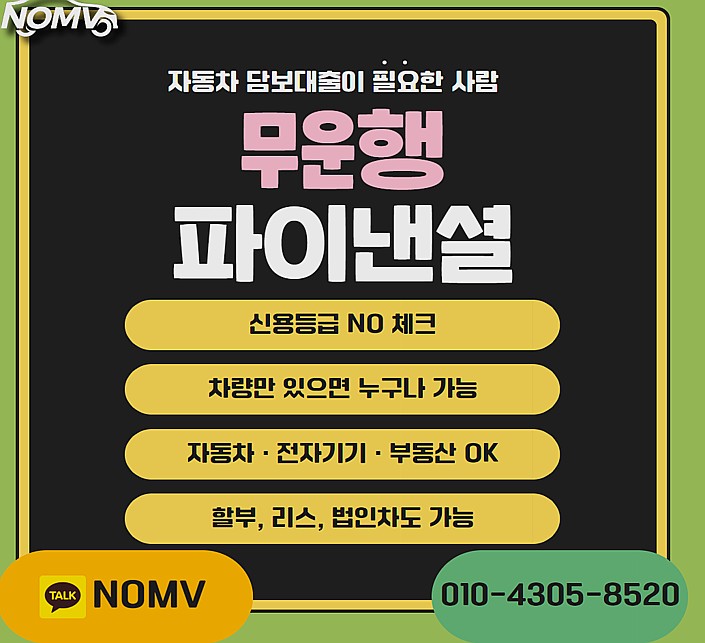 NOMV
자동차 담보대출이 필요한 사람
무운행
파이낸셜
신용등급 NO 체크
차량만 있으면 누구나 가능
자동차 · 전자기기 · 부동산 OK
할부, 리스, 법인차도 가능
TALK NOMV
010-4305-8520